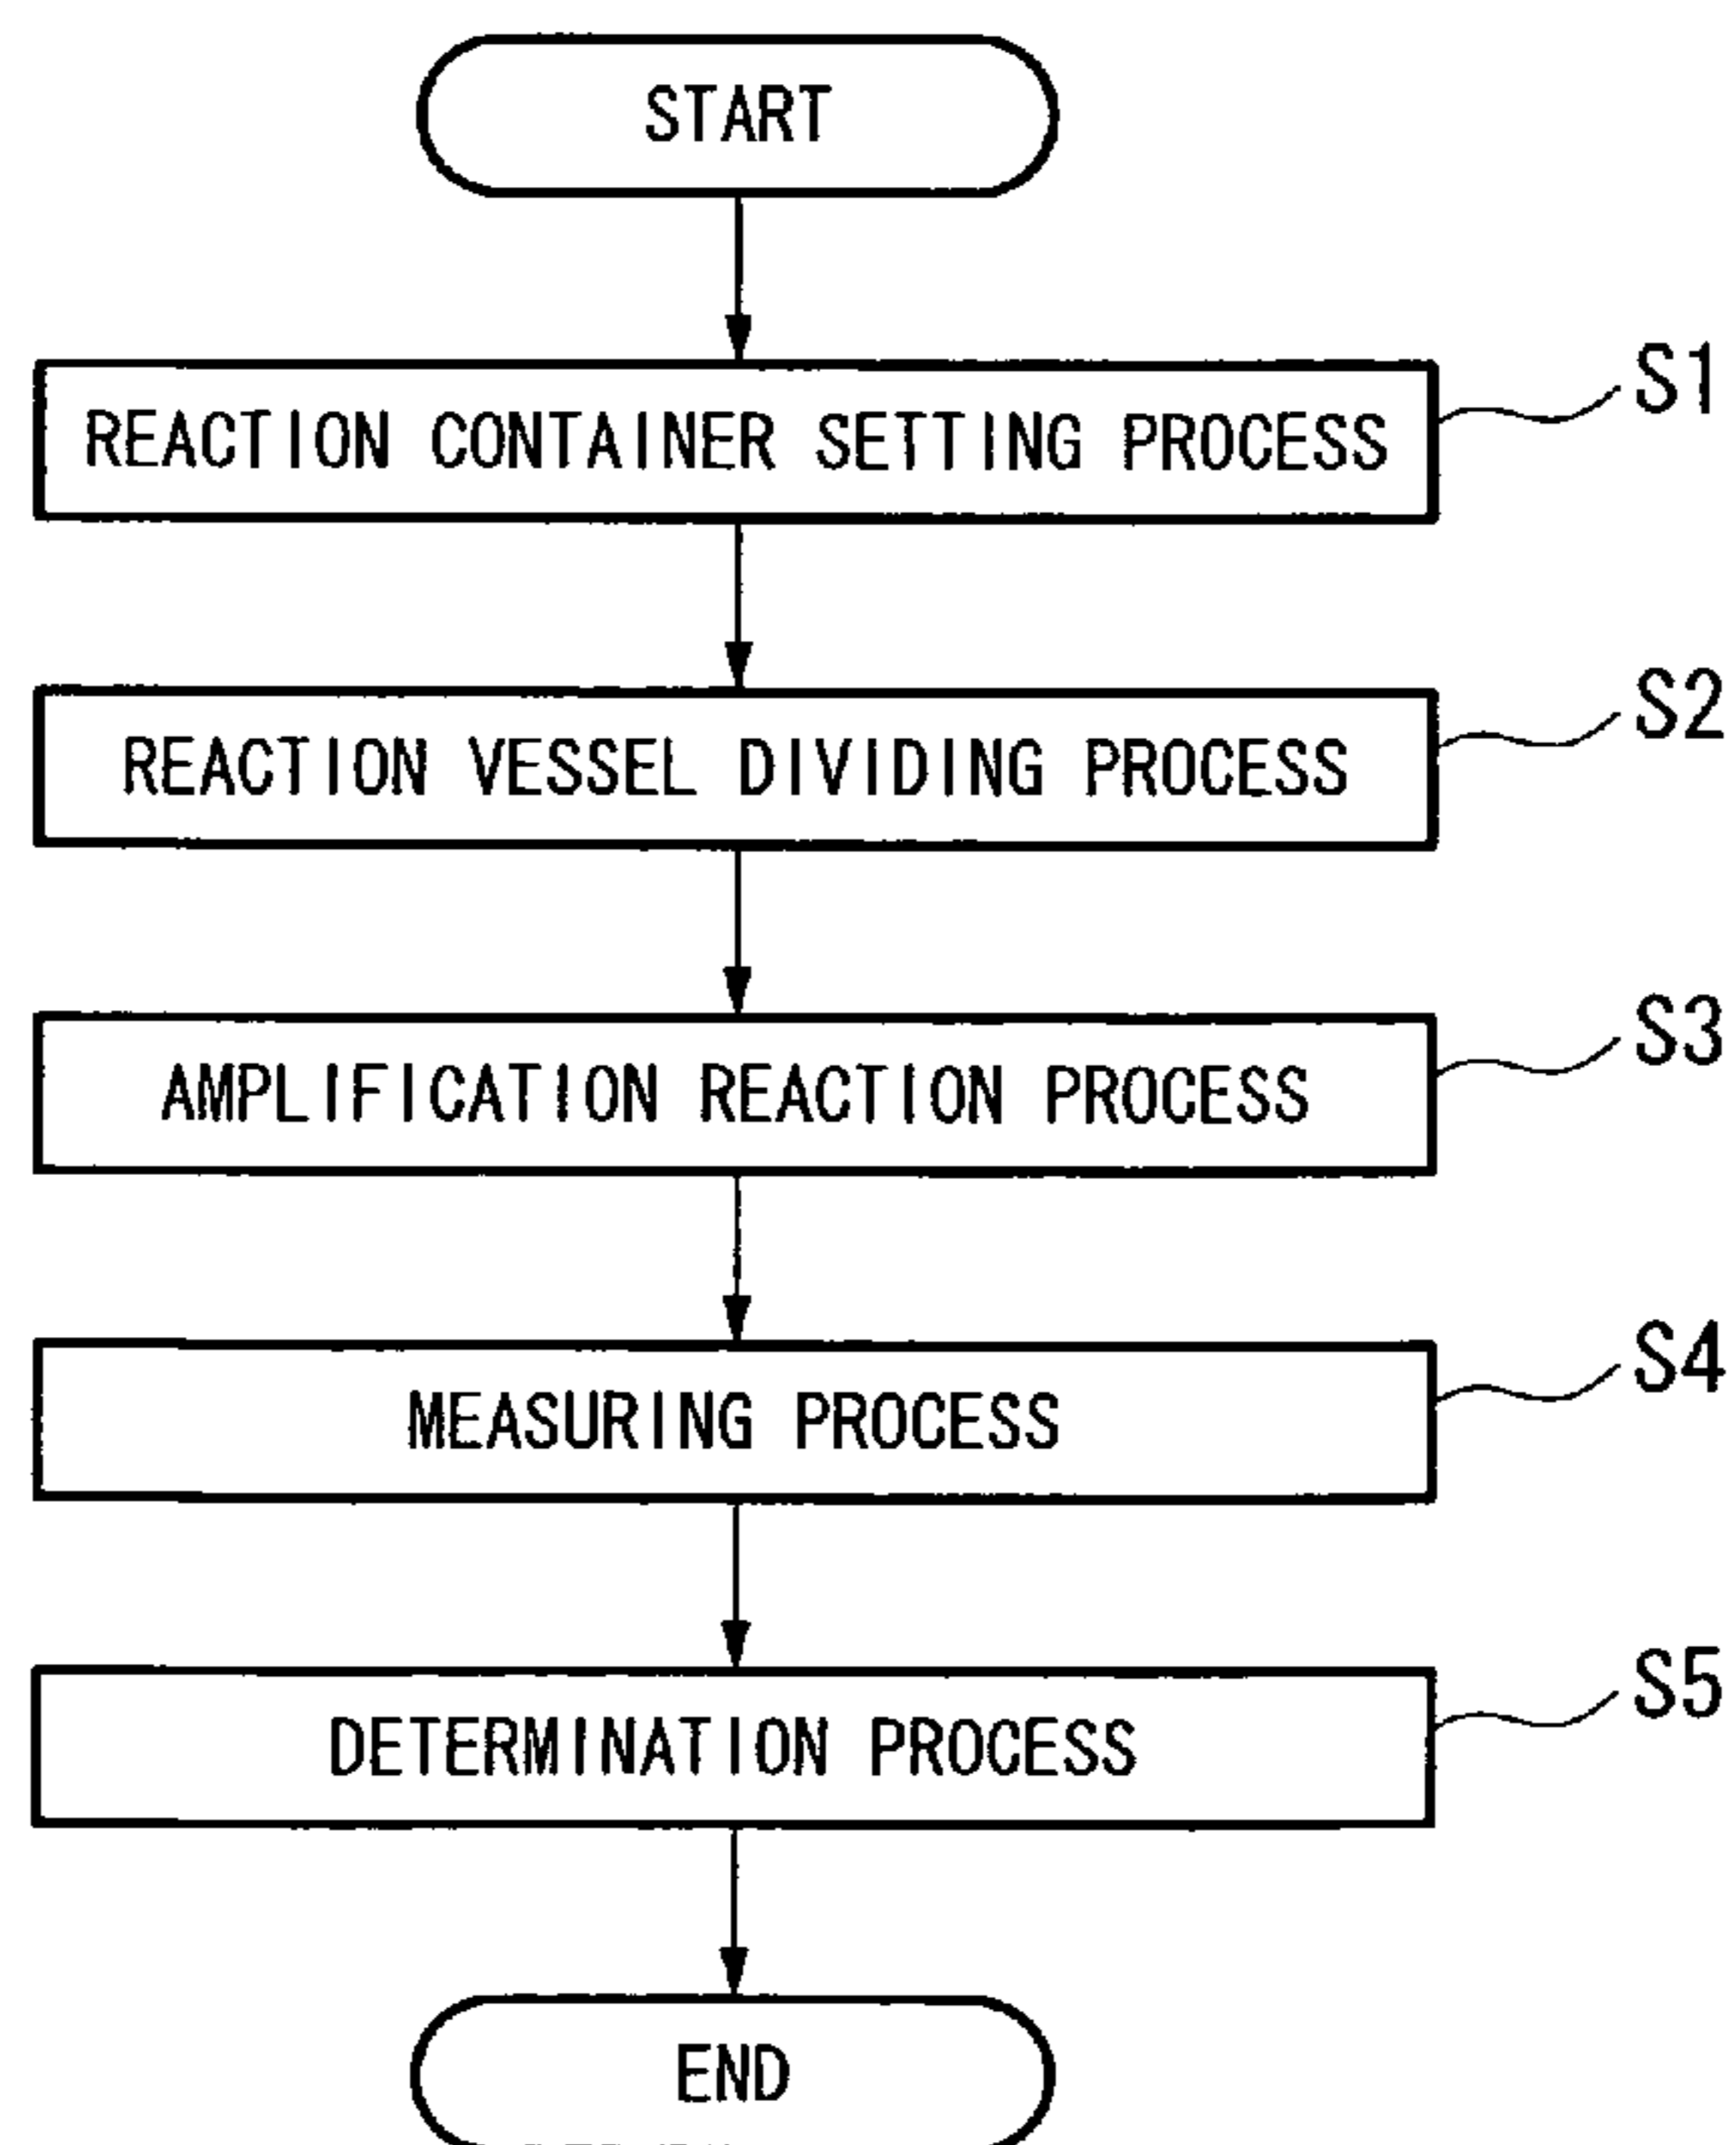 START
REACTION CONTAINER SETTING PROCESS
S1
REACTION VESSEL DIVIDING PROCESS
S2
AMPLIFICATION REACTION PROCESS
S3
MEASURING PROCESS
S4
DETERMINATION PROCESS
S5
END